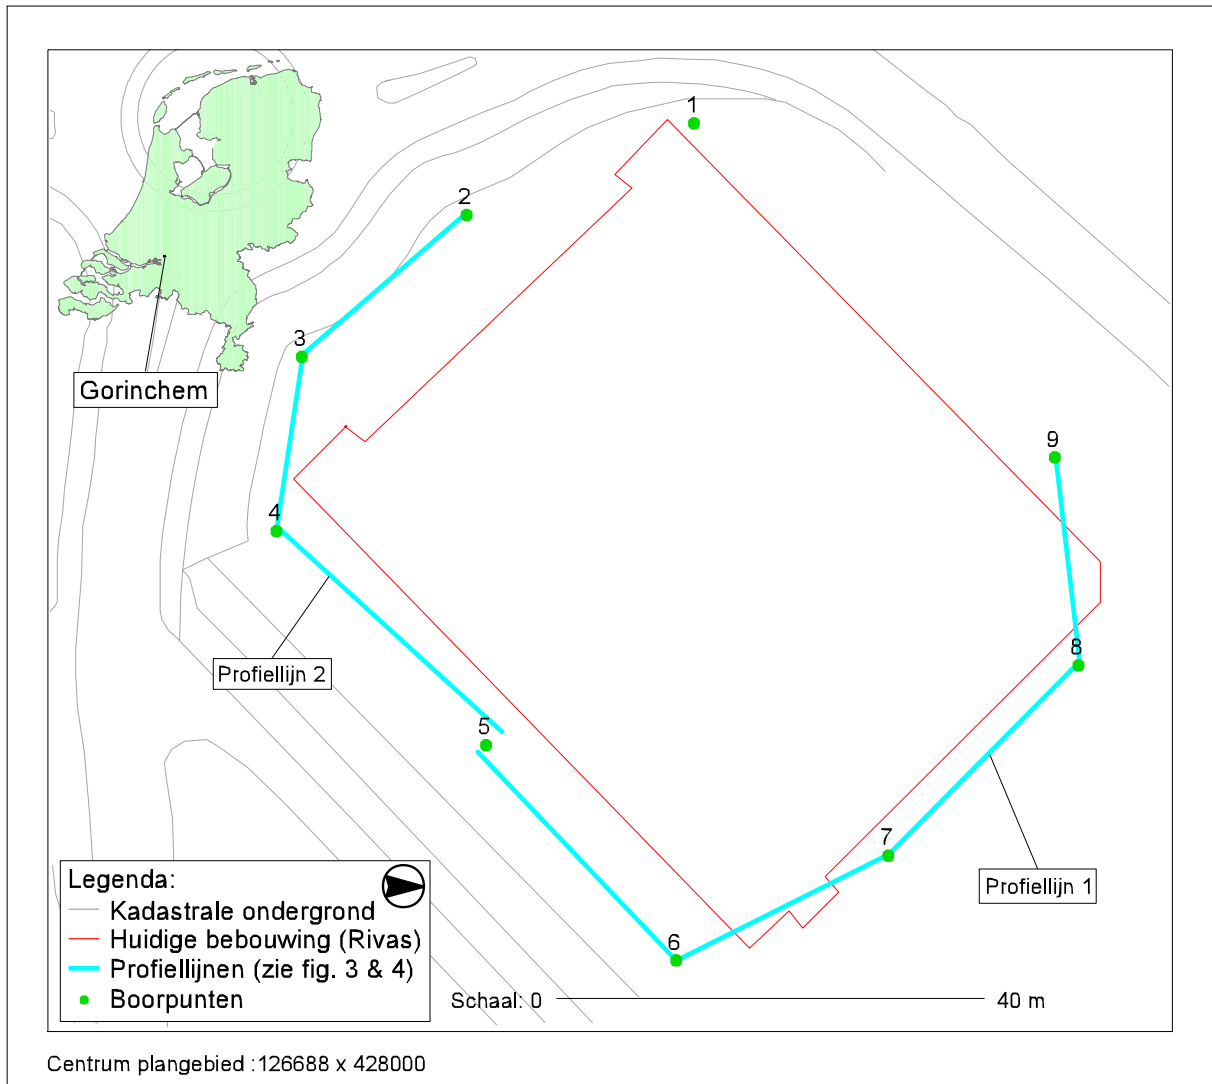 1
2
3
Gorinchem
9
4
8
Profiellijn 2
5
7
Profiellijn 1
6
Legenda:
Kadastrale ondergrond
Huidige bebouwing (Rivas)
Profiellijnen (zie fig. 3 & 4)
Boorpunten
Schaal: 0 40 m
Centrum plangebied :126688 x 428000